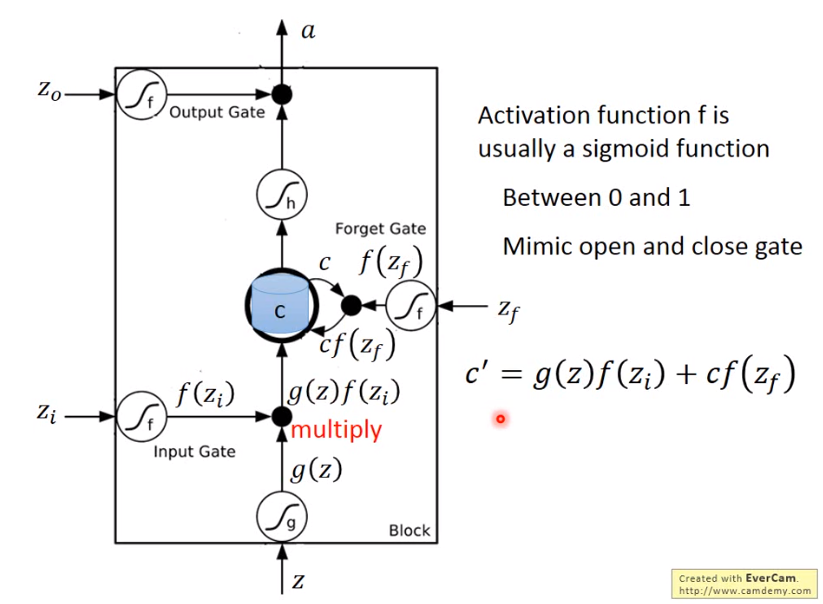 a
z_o
f
Output Gate
Activation function f is
usually a sigmoid function
h
Between 0 and 1
Forget Gate
Mimic open and close gate
c f(z_f)
c
f
z_f
cf(z_f)
c′ = g(z)f(z_i) + cf(z_f)
f(z_i)
g(z)f(z_i)
z_i
f
multiply
Input Gate
g(z)
g
Block
z
Created with EverCam.
http://www.camdemy.com